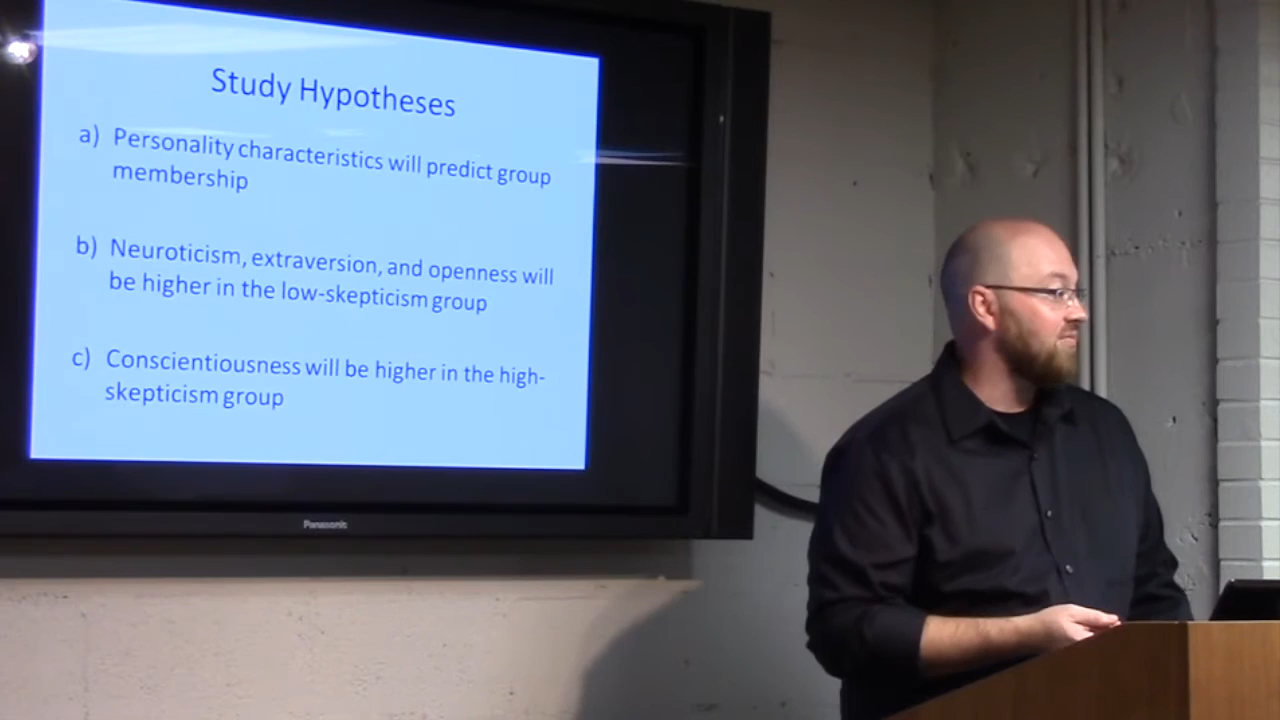 Study Hypotheses
a) Personality characteristics will predict group
membership
b) Neuroticism, extraversion, and openness will
be higher in the low-skepticism group
c) Conscientiousness will be higher in the high-
skepticism group
Panasonic